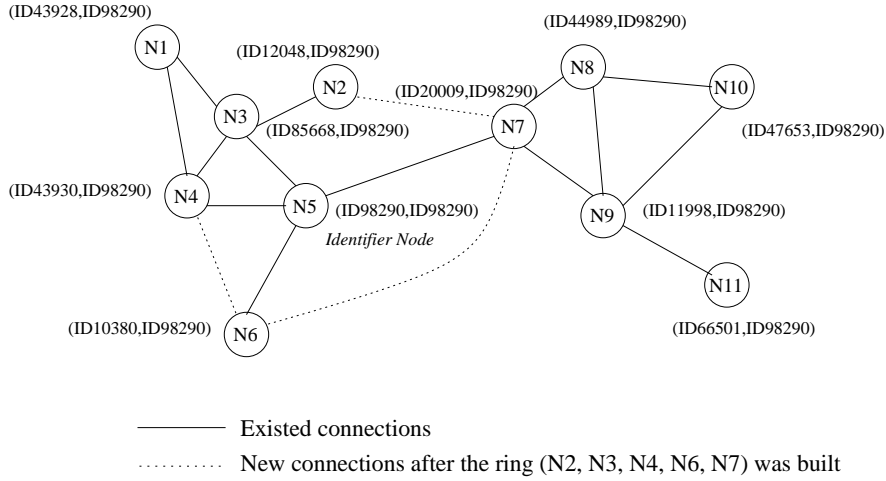 (ID43928,ID98290)
N1
(ID12048,ID98290)
N2
(ID44989,ID98290)
N8
N10
(ID47653,ID98290)
(ID20009,ID98290)
N7
N3
(ID85668,ID98290)
(ID43930,ID98290)
N4
N5
(ID98290,ID98290)
Identifier Node
N9
(ID11998,ID98290)
N11
(ID66501,ID98290)
(ID10380,ID98290)
N6
Existed connections
New connections after the ring (N2, N3, N4, N6, N7) was built